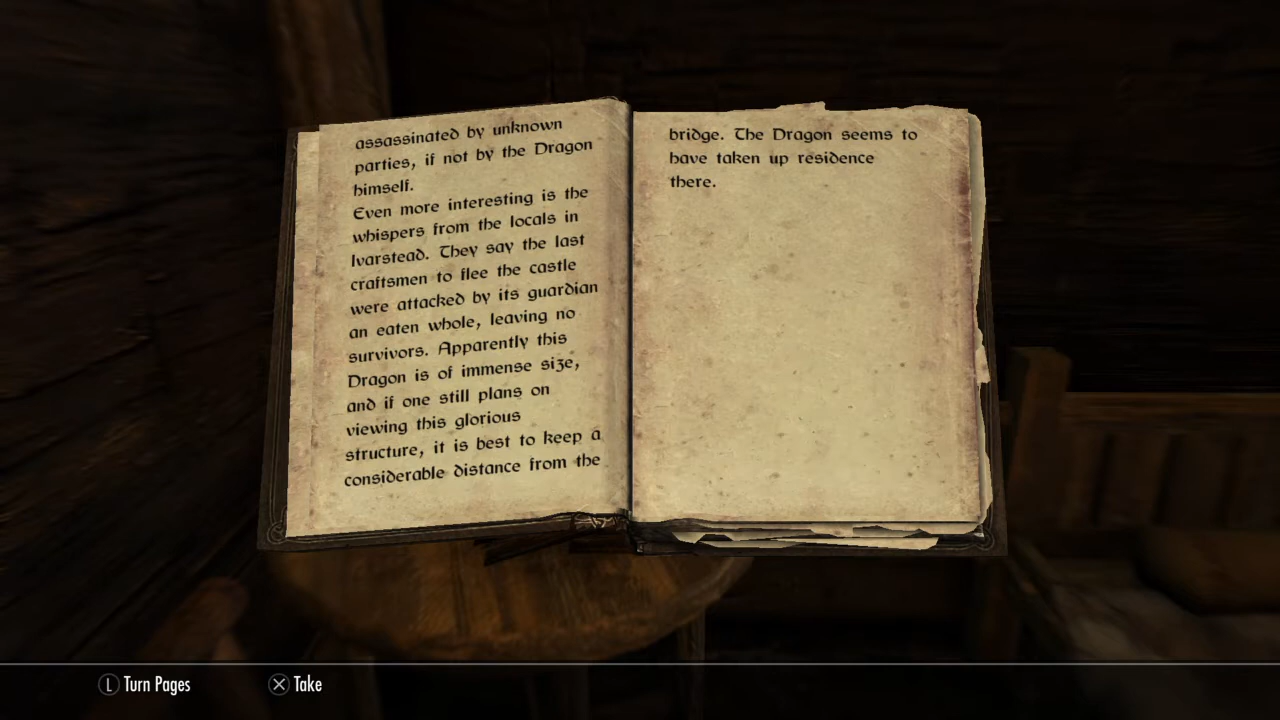 assassinated by unknown
parties, if not by the Dragon
himself.
Even more interesting is the
whispers from the locals in
Ivarstead. They say the last
craftsmen to flee the castle
were attacked by its guardian
an eaten whole, leaving no
survivors. Apparently this
Dragon is of immense size,
and if one still plans on
viewing this glorious
structure, it is best to keep a
considerable distance from the
bridge. The Dragon seems to
have taken up residence
there.
L Turn Pages
X Take